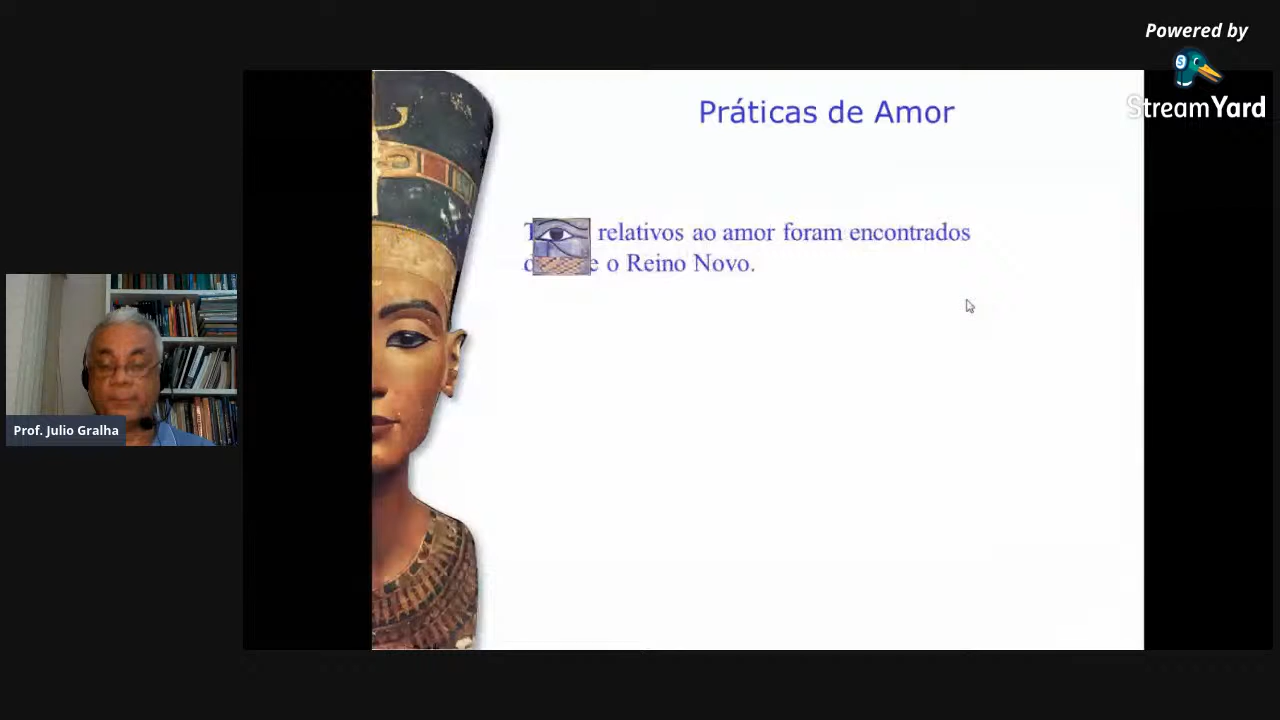 Powered by
StreamYard
Práticas de Amor
relativos ao amor foram encontrados
o Reino Novo.
Prof. Julio Gralha